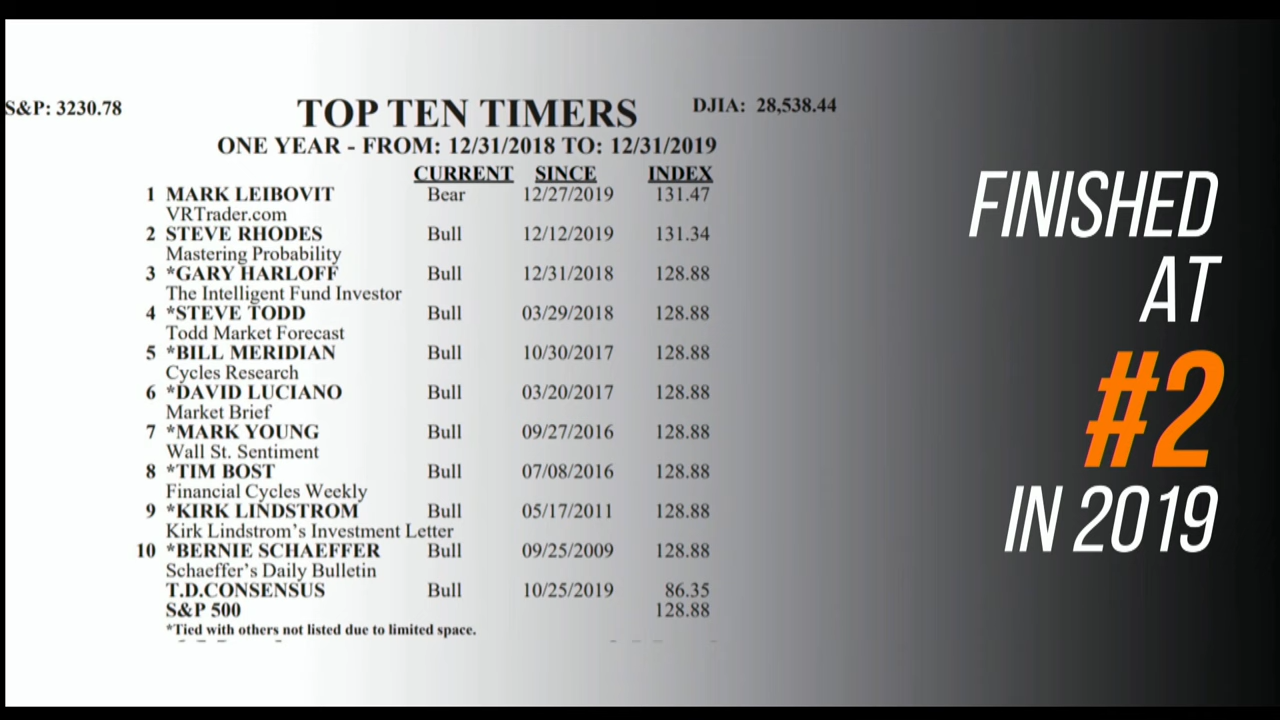 S&P: 3230.78
TOP TEN TIMERS
DJIA: 28,538.44
ONE YEAR - FROM: 12/31/2018 TO: 12/31/2019
CURRENT SINCE INDEX
1 MARK LEIBOVIT Bear 12/27/2019 131.47
VRTrader.com
2 STEVE RHODES Bull 12/12/2019 131.34
Mastering Probability
3 *GARY HARLOFF Bull 12/31/2018 128.88
The Intelligent Fund Investor
4 *STEVE TODD Bull 03/29/2018 128.88
Todd Market Forecast
5 *BILL MERIDIAN Bull 10/30/2017 128.88
Cycles Research
6 *DAVID LUCIANO Bull 03/20/2017 128.88
Market Brief
7 *MARK YOUNG Bull 09/27/2016 128.88
Wall St. Sentiment
8 *TIM BOST Bull 07/08/2016 128.88
Financial Cycles Weekly
9 *KIRK LINDSTROM Bull 05/17/2011 128.88
Kirk Lindstrom's Investment Letter
10 *BERNIE SCHAEFFER Bull 09/25/2009 128.88
Schaeffer's Daily Bulletin
T.D.CONSENSUS Bull 10/25/2019 86.35
S&P 500 128.88
*Tied with others not listed due to limited space.
FINISHED
AT
#2
IN 2019